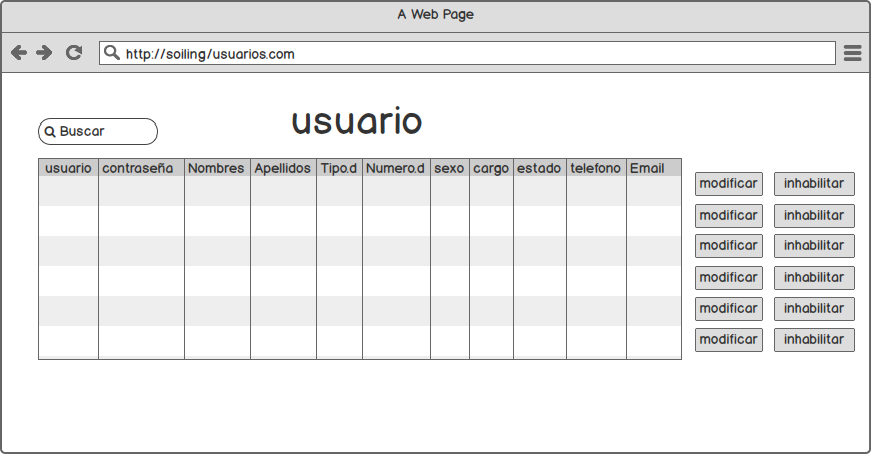 A Web Page
http://soiling/usuarios.com
usuario
Buscar
usuario contraseña Nombres Apellidos Tipo.d Numero.d sexo cargo estado telefono Email
modificar inhabilitar
modificar inhabilitar
modificar inhabilitar
modificar inhabilitar
modificar inhabilitar
modificar inhabilitar